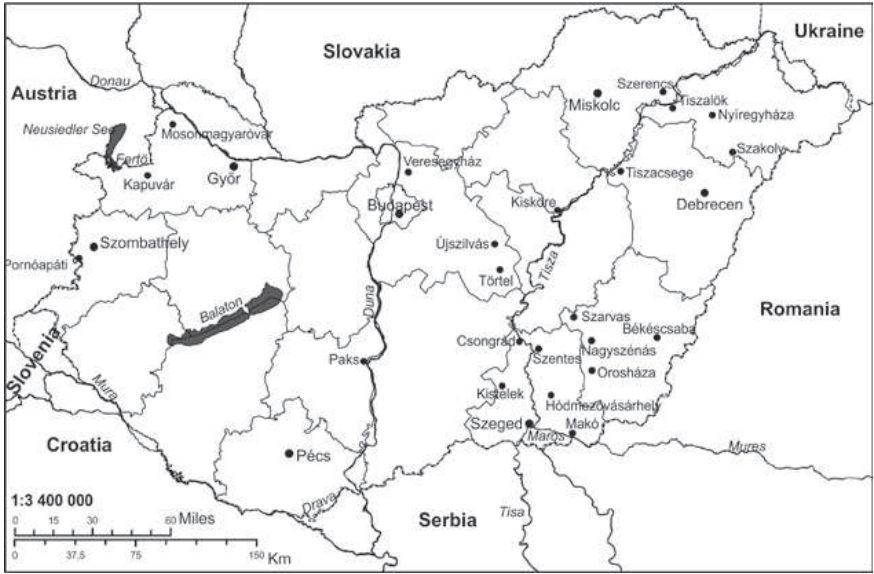 Slovakia
Ukraine
Austria
Donau
Neusiedler See
Mosonmagyaróvár
Fertő
Kapuvár
Győr
Szerencs
Miskolc
Tiszalök
Nyíregyháza
Szakoly
Veresegyház
Tiszacsege
Budapest
Kisköre
Debrecen
Szombathely
Pornóapáti
Újszilvás
Törtel
Tisza
Balaton
Duna
Romania
Szarvas
Békéscsaba
Csongrád
Szentes
Nagyszénás
Orosháza
Paks
Slovenia
Mura
Kistelek
Hódmezővásárhely
Szeged
Maros
Makó
Mures
Croatia
Pécs
Drava
Serbia
Tisa
1:3 400 000
0 30 60 Miles
0 37,5 75 150 Km